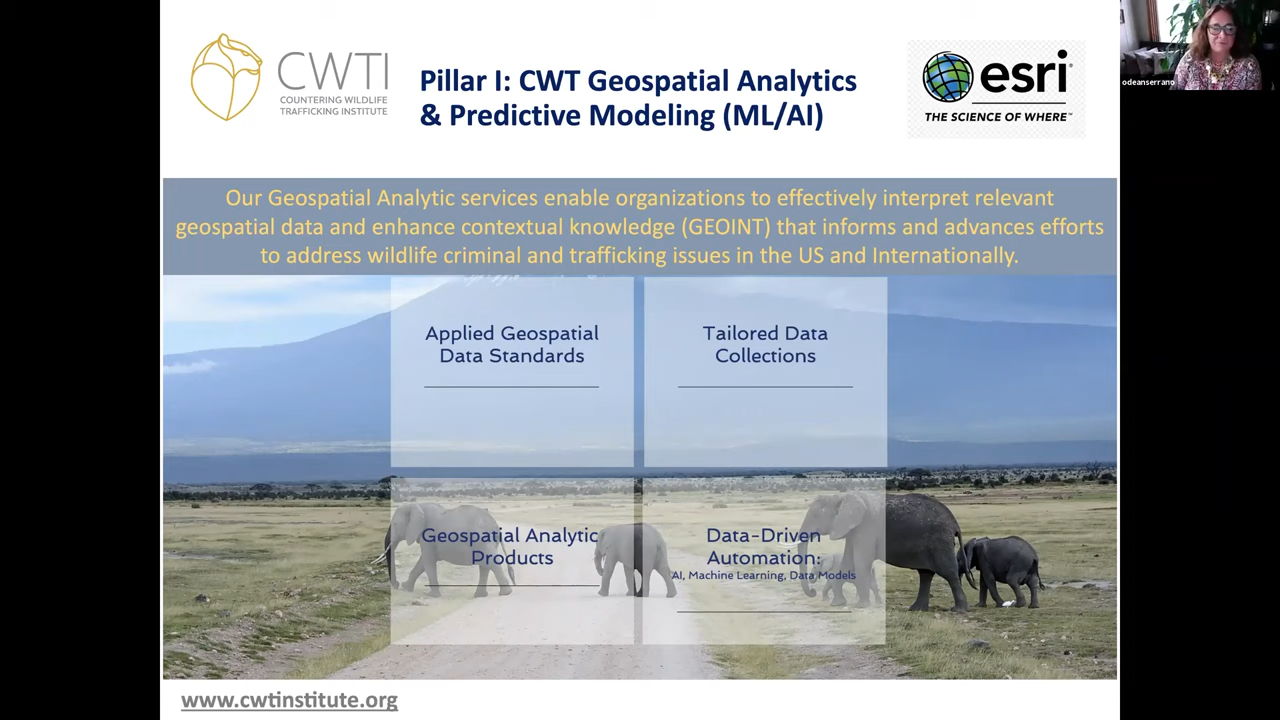 CWTI
COUNTERING WILDLIFE
TRAFFICKING INSTITUTE
Pillar I: CWT Geospatial Analytics
& Predictive Modeling (ML/AI)
esri®
THE SCIENCE OF WHERE™
odeanserrano
Our Geospatial Analytic services enable organizations to effectively interpret relevant
geospatial data and enhance contextual knowledge (GEOINT) that informs and advances efforts
to address wildlife criminal and trafficking issues in the US and Internationally.
Applied Geospatial
Data Standards
Tailored Data
Collections
Geospatial Analytic
Products
Data-Driven
Automation:
AI, Machine Learning, Data Models
www.cwtinstitute.org